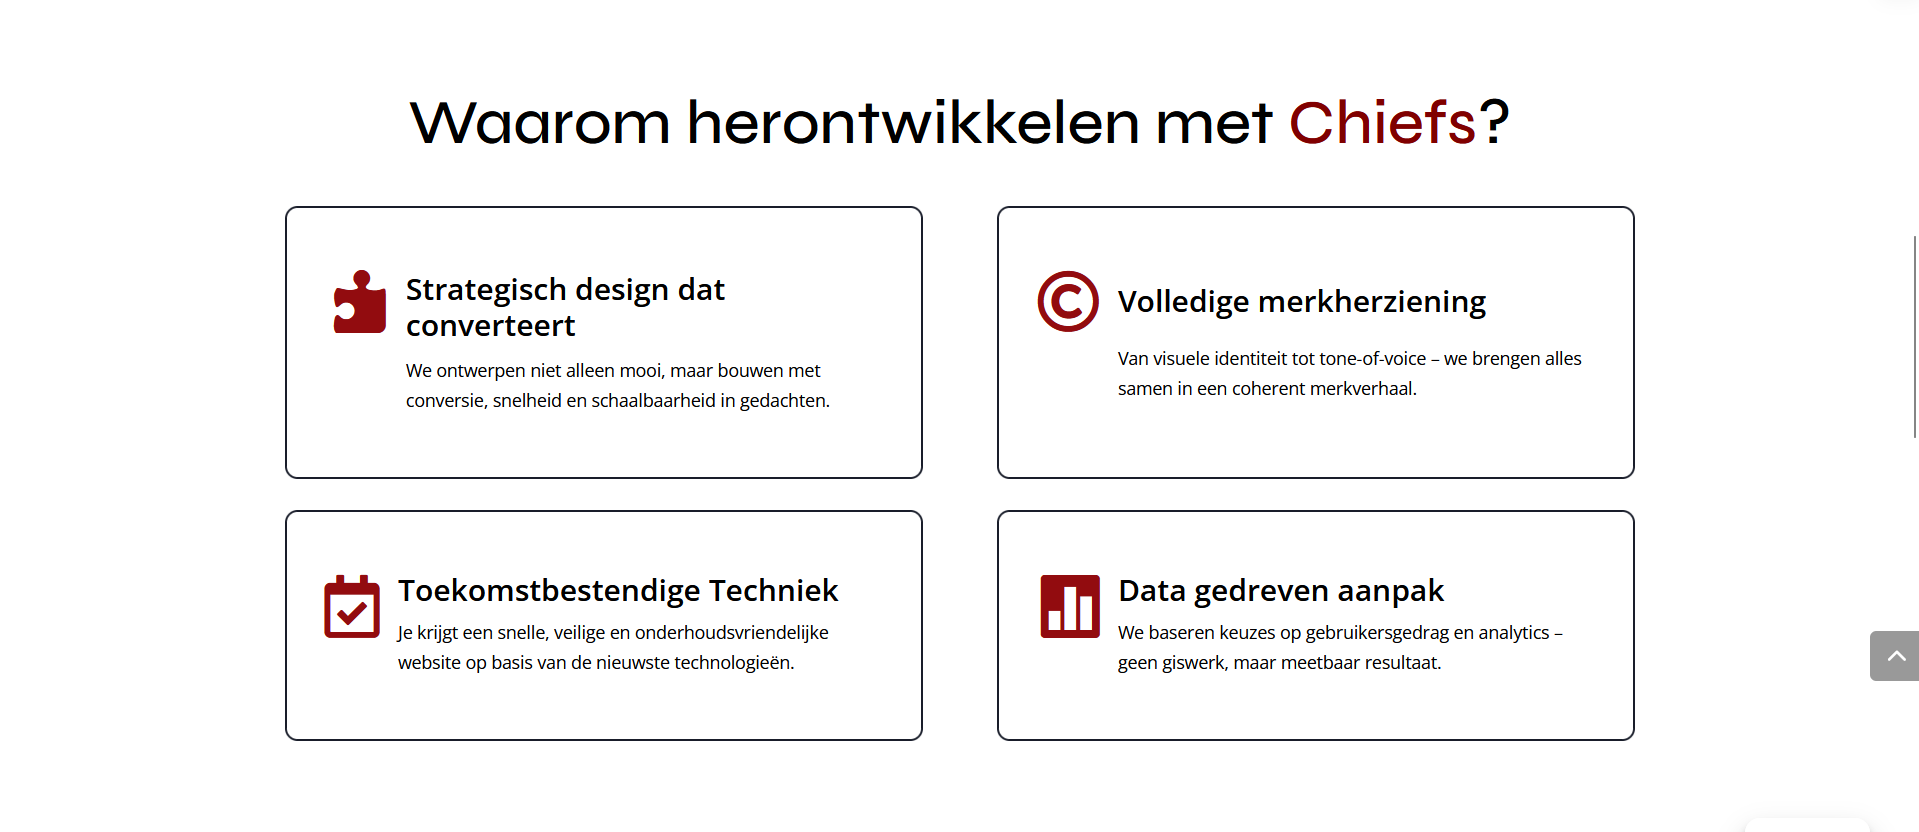 Waarom herontwikkelen met Chiefs?
Strategisch design dat
converteert
We ontwerpen niet alleen mooi, maar bouwen met
conversie, snelheid en schaalbaarheid in gedachten.
Volledige merkherziening
Van visuele identiteit tot tone-of-voice – we brengen alles
samen in een coherent merkverhaal.
Toekomstbestendige Techniek
Je krijgt een snelle, veilige en onderhoudsvriendelijke
website op basis van de nieuwste technologieën.
Data gedreven aanpak
We baseren keuzes op gebruikersgedrag en analytics –
geen giswerk, maar meetbaar resultaat.